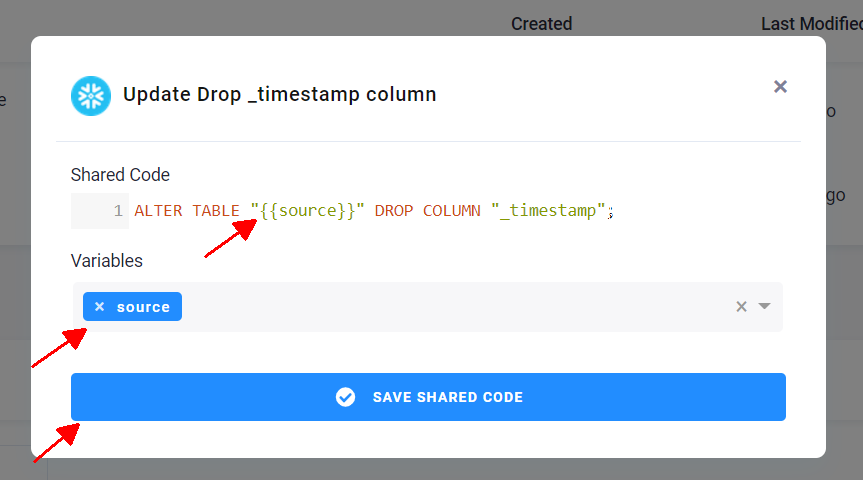 Created Last Modified
e
Update Drop _timestamp column ×
o
Shared Code
go
1 ALTER TABLE "{{source}}" DROP COLUMN "_timestamp";
Variables
× source ×
SAVE SHARED CODE